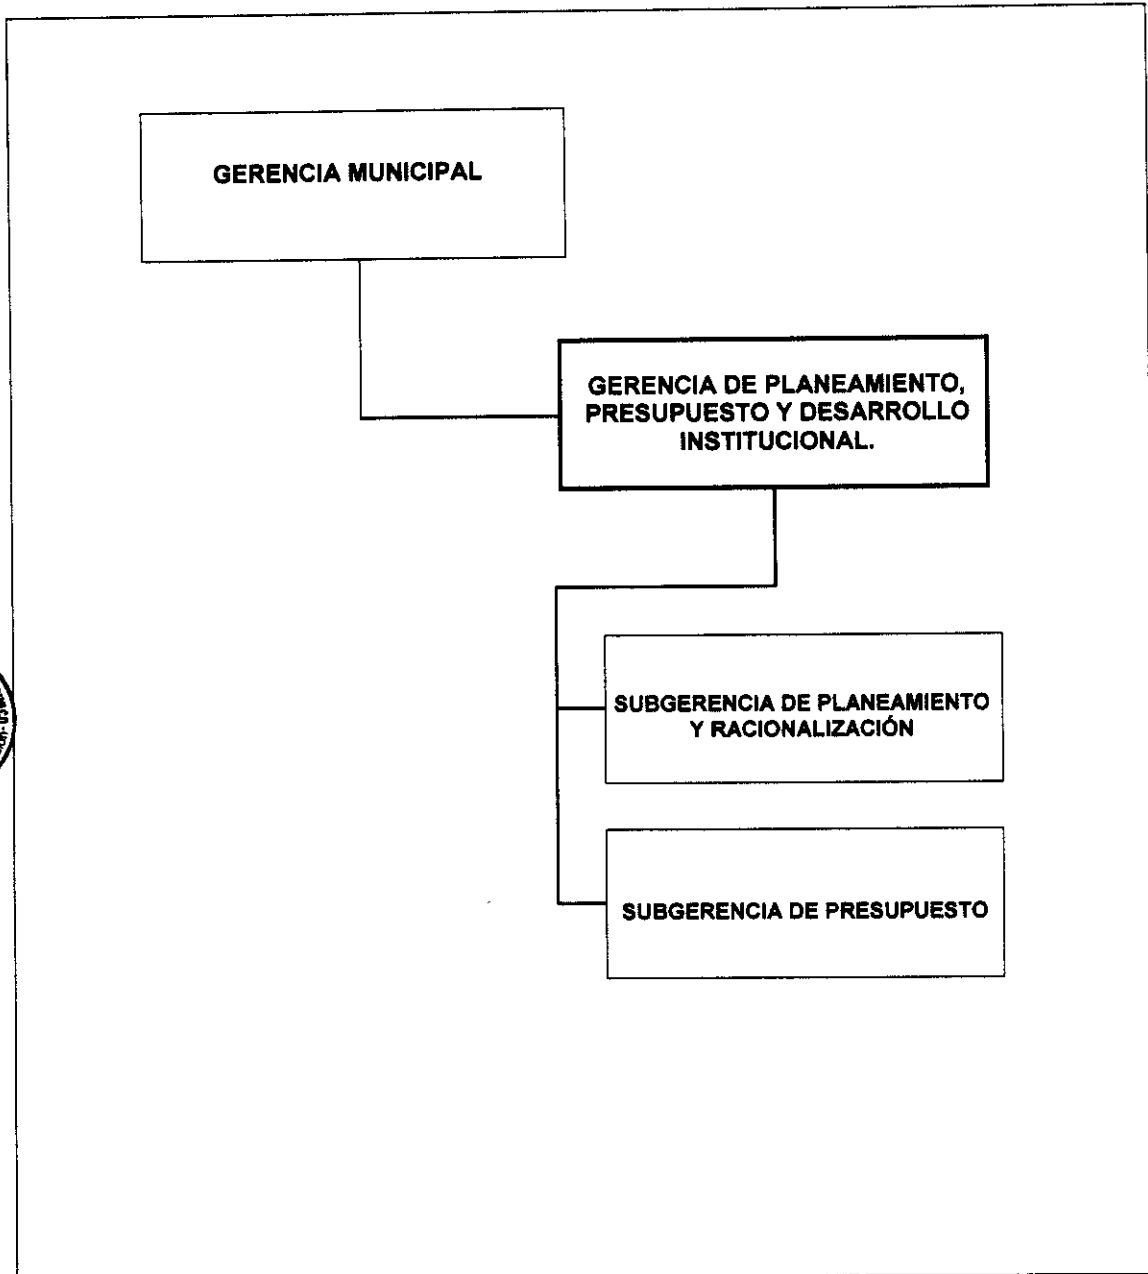 GERENCIA MUNICIPAL
GERENCIA DE PLANEAMIENTO,
PRESUPUESTO Y DESARROLLO
INSTITUCIONAL.
SUBGERENCIA DE PLANEAMIENTO
Y RACIONALIZACIÓN
SUBGERENCIA DE PRESUPUESTO